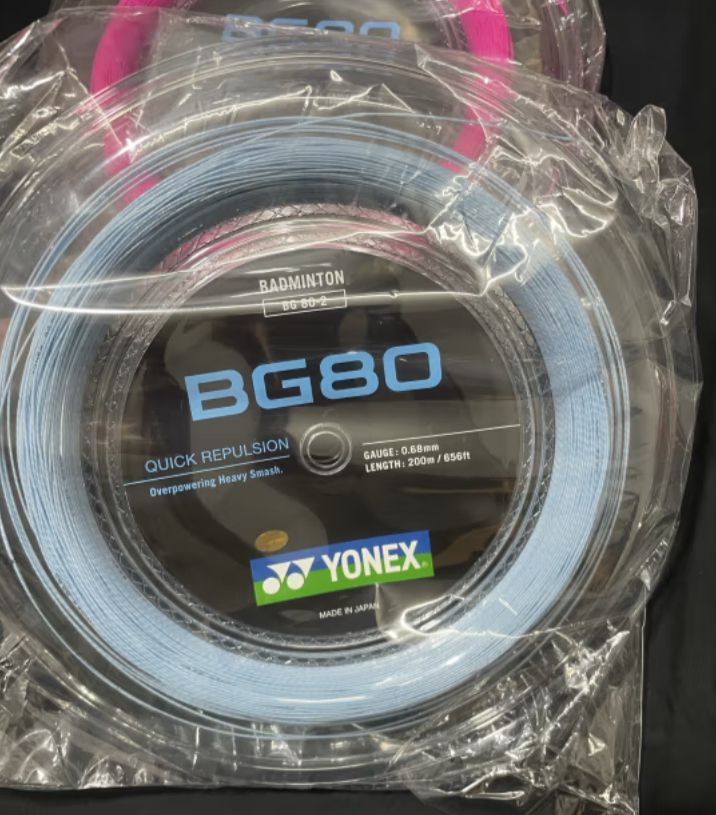 BG80
BADMINTON
BG 80-2
BG80
QUICK REPULSION
Overpowering Heavy Smash.
GAUGE : 0.68mm
LENGTH : 200m / 656ft
YONEX
MADE IN JAPAN